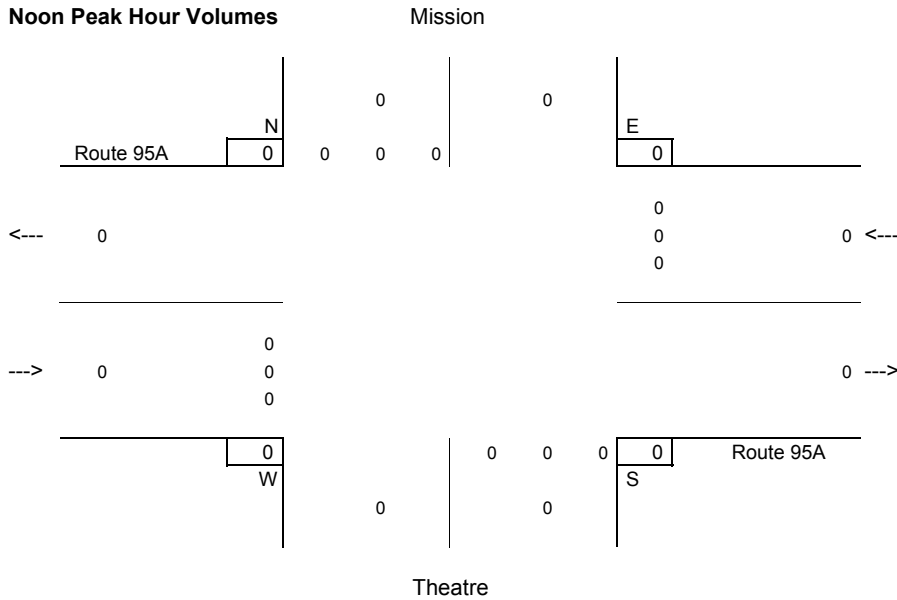 Noon Peak Hour Volumes Mission
0 0
N E
Route 95A 0 0 0 0 0
0
<--- 0 0 0 <---
0
0
---> 0 0 0 --->
0
0 0 0 0 0 Route 95A
W S
0 0
Theatre